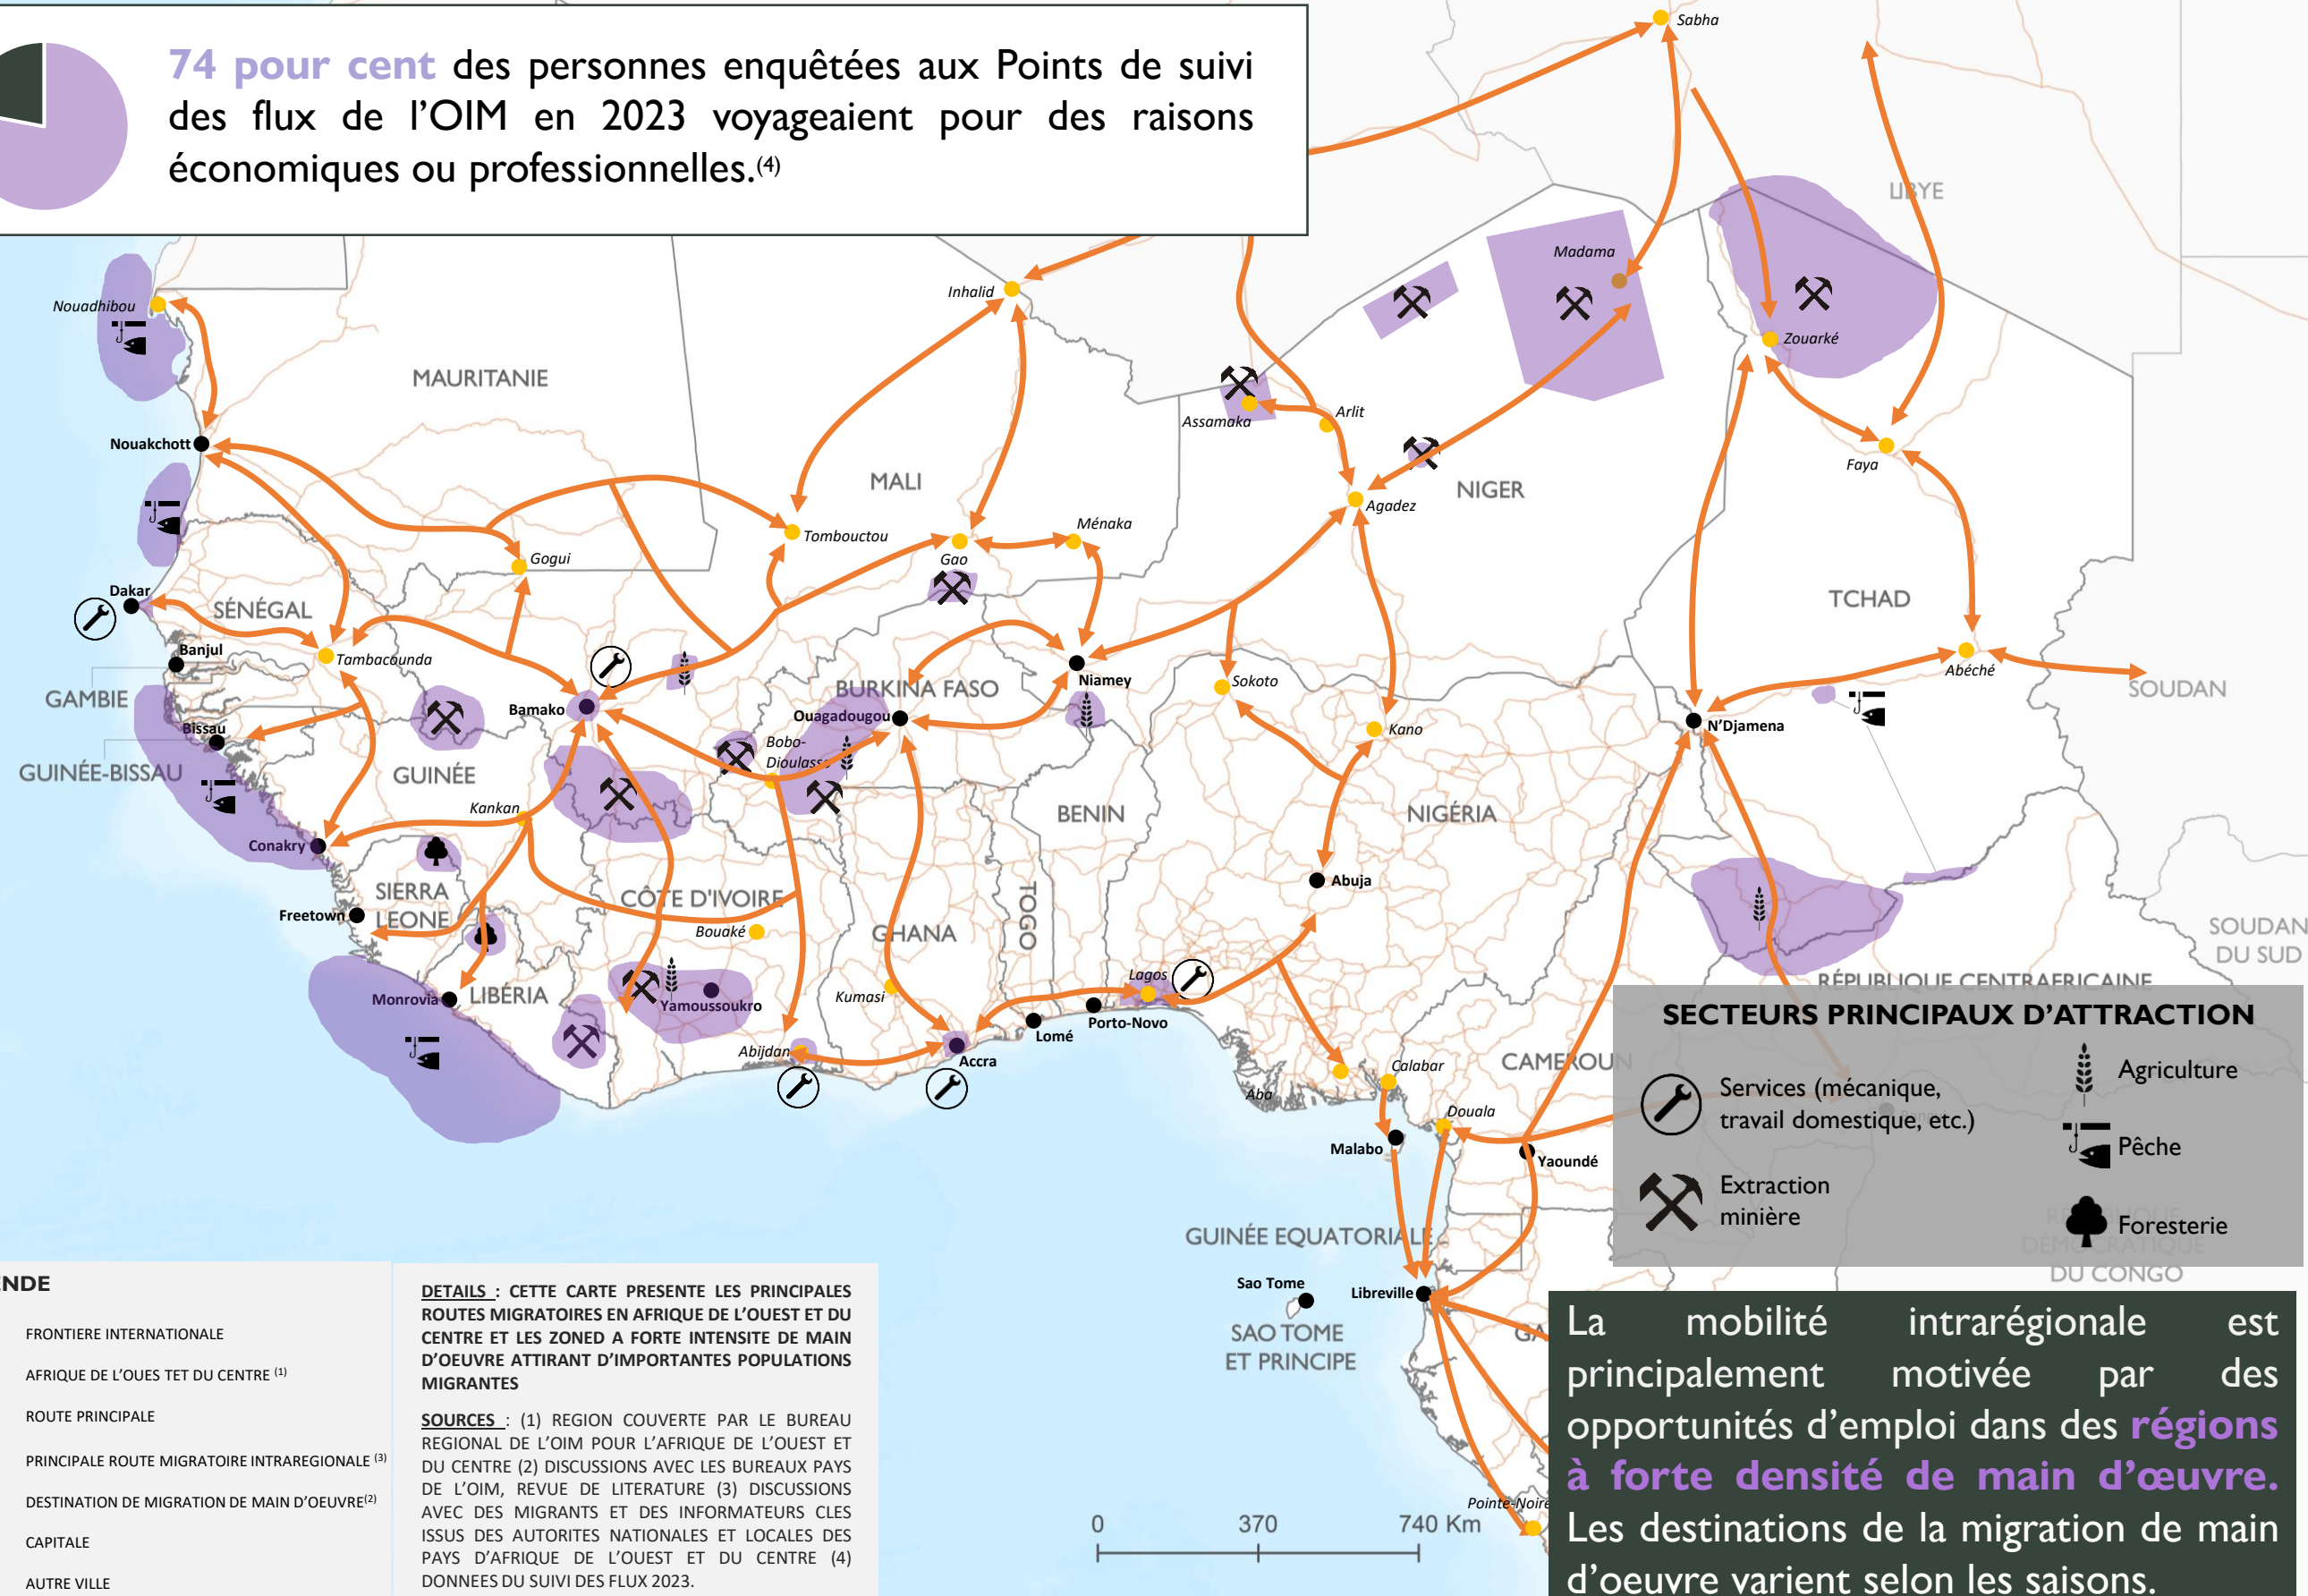 74 pour cent des personnes enquêtées aux Points de suivi
des flux de l'OIM en 2023 voyageaient pour des raisons
économiques ou professionnelles.(4)
Sabha
LIBYE
Madama
Nouadhibou
Inhalid
Zouarké
MAURITANIE
Assamaka
Arlit
Nouakchott
Faya
MALI
NIGER
Agadez
Ménaka
Tombouctou
Gao
Gogui
Dakar
SÉNÉGAL
TCHAD
Banjul
Tambacounda
Abéché
GAMBIE
Niamey
Sokoto
SOUDAN
BURKINA FASO
Bamako
Ouagadougou
Bissau
Kano
N'Djamena
Bobo-
Dioulasso
GUINÉE-BISSAU
GUINÉE
Kankan
BENIN
NIGÉRIA
Conakry
Abuja
SIERRA
LEONE
CÔTE D'IVOIRE
TOGO
Freetown
Bouaké
GHANA
SOUDAN
DU SUD
Lagos
RÉPUBLIQUE CENTRAFRICAINE
Monrovia
LIBÉRIA
Yamoussoukro
Kumasi
Porto-Novo
Lomé
Abijdan
Accra
CAMEROUN
Calabar
Aba
Douala
Malabo
Yaoundé
SECTEURS PRINCIPAUX D'ATTRACTION
Services (mécanique,
travail domestique, etc.)
Extraction
minière
Agriculture
Pêche
Foresterie
RÉPUBLIQUE
DÉMOCRATIQUE
DU CONGO
GUINÉE EQUATORIALE
Sao Tome
Libreville
SAO TOME
ET PRINCIPE
GA
Pointe-Noire
0 370 740 Km
ENDE
FRONTIERE INTERNATIONALE
AFRIQUE DE L'OUES TET DU CENTRE (1)
ROUTE PRINCIPALE
PRINCIPALE ROUTE MIGRATOIRE INTRAREGIONALE (3)
DESTINATION DE MIGRATION DE MAIN D'OEUVRE(2)
CAPITALE
AUTRE VILLE
DETAILS : CETTE CARTE PRESENTE LES PRINCIPALES
ROUTES MIGRATOIRES EN AFRIQUE DE L'OUEST ET DU
CENTRE ET LES ZONED A FORTE INTENSITE DE MAIN
D'OEUVRE ATTIRANT D'IMPORTANTES POPULATIONS
MIGRANTES
SOURCES : (1) REGION COUVERTE PAR LE BUREAU
REGIONAL DE L'OIM POUR L'AFRIQUE DE L'OUEST ET
DU CENTRE (2) DISCUSSIONS AVEC LES BUREAUX PAYS
DE L'OIM, REVUE DE LITERATURE (3) DISCUSSIONS
AVEC DES MIGRANTS ET DES INFORMATEURS CLES
ISSUS DES AUTORITES NATIONALES ET LOCALES DES
PAYS D'AFRIQUE DE L'OUEST ET DU CENTRE (4)
DONNEES DU SUIVI DES FLUX 2023.
La mobilité intrarégionale est
principalement motivée par des
opportunités d'emploi dans des régions
à forte densité de main d'œuvre.
Les destinations de la migration de main
d'oeuvre varient selon les saisons.